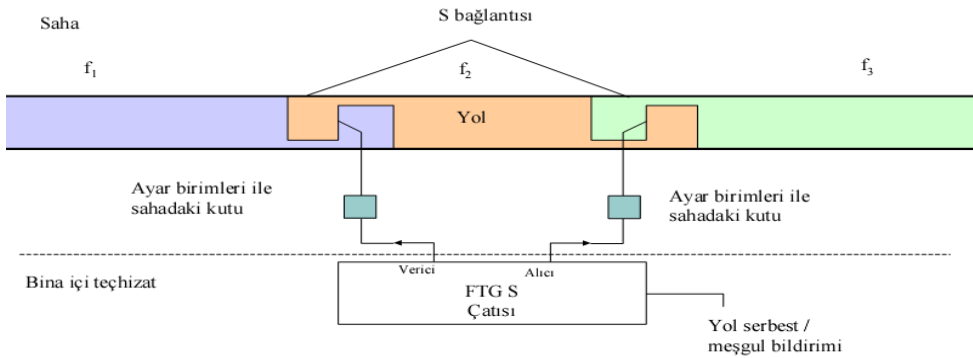 Saha
S bağlantısı
f₁
f₂
f₃
Yol
Ayar birimleri ile
sahadaki kutu
Ayar birimleri ile
sahadaki kutu
Bina içi teçhizat
Verici
Alıcı
FTG S
Çatısı
Yol serbest /
meşgul bildirimi